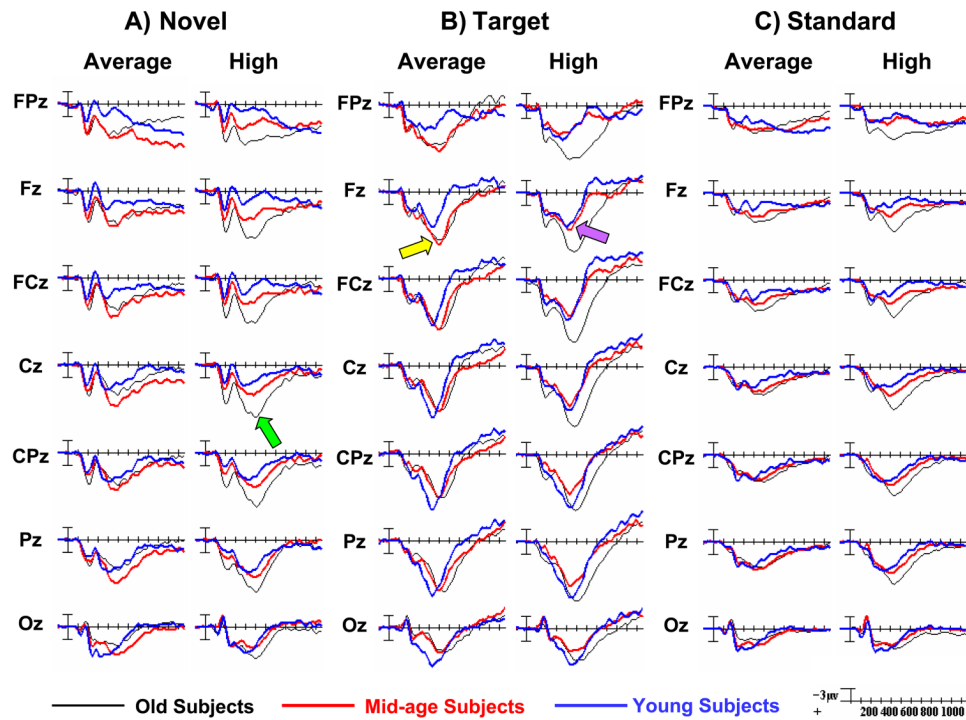 A) Novel B) Target C) Standard
Average High Average High Average High
FPz FPz FPz
Fz Fz Fz
FCz FCz FCz
Cz Cz Cz
CPz CPz CPz
Pz Pz Pz
Oz Oz Oz
Old Subjects Mid-age Subjects Young Subjects
−3μv
+ 200 400 600 800 1000